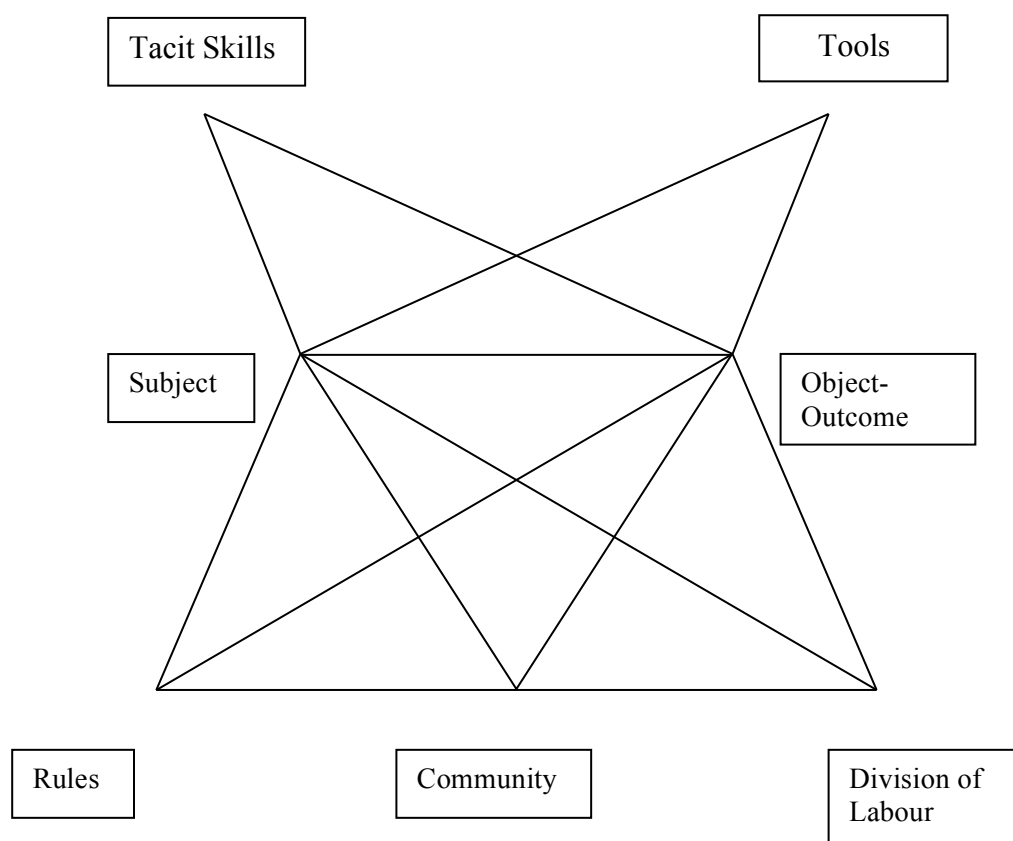 Tacit Skills
Tools
Subject
Object-
Outcome
Rules
Community
Division of
Labour